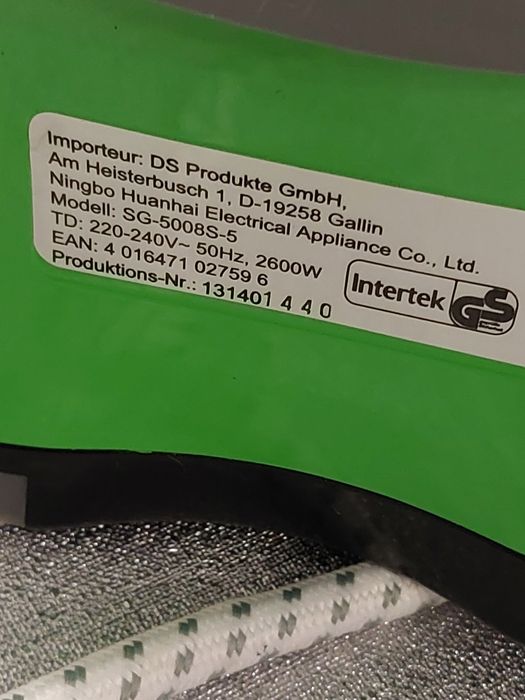 Importeur: DS Produkte GmbH,
Am Heisterbusch 1, D-19258 Gallin
Ningbo Huanhai Electrical Appliance Co., Ltd.
Modell: SG-5008S-5
TD: 220-240V~ 50Hz, 2600W
EAN: 4 016471 02759 6
Produktions-Nr.: 131401 4 4 0
Intertek
GS